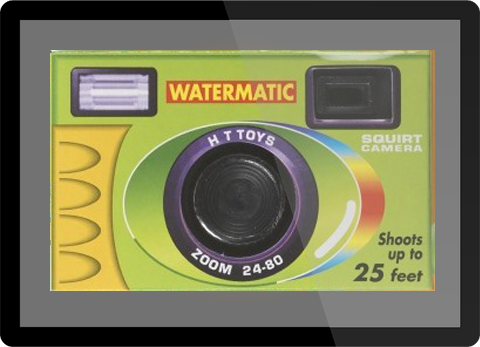 WATERMATIC
H T TOYS
SQUIRT
CAMERA
ZOOM 24-80
Shoots
up to
25 feet